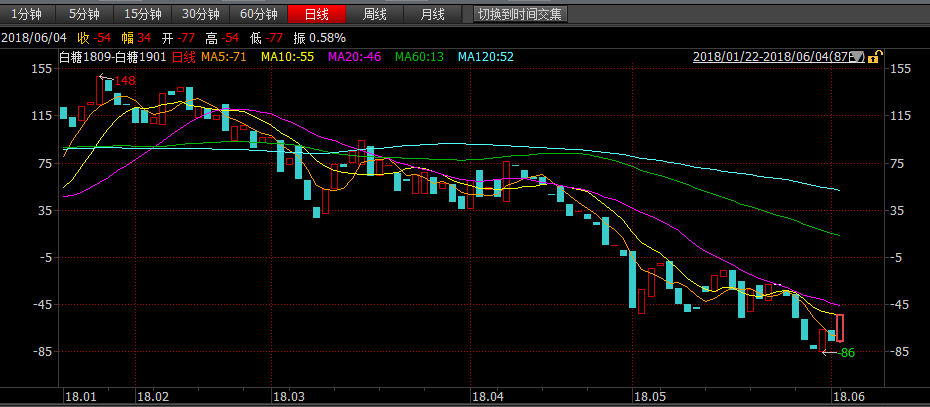 1分钟 5分钟 15分钟 30分钟 60分钟 日线 周线 月线 切换到时间交集
2018/06/04 收 -54 幅 34 开 -77 高 -54 低 -77 振 0.58%
白糖1809-白糖1901 日线 MA5:-71 MA10:-55 MA20:-46 MA60:13 MA120:52 2018/01/22-2018/06/04(87日)
155 155
148
115 115
75 75
35 35
-5 -5
-45 -45
-85 -86 -85
18.01 18.02 18.03 18.04 18.05 18.06